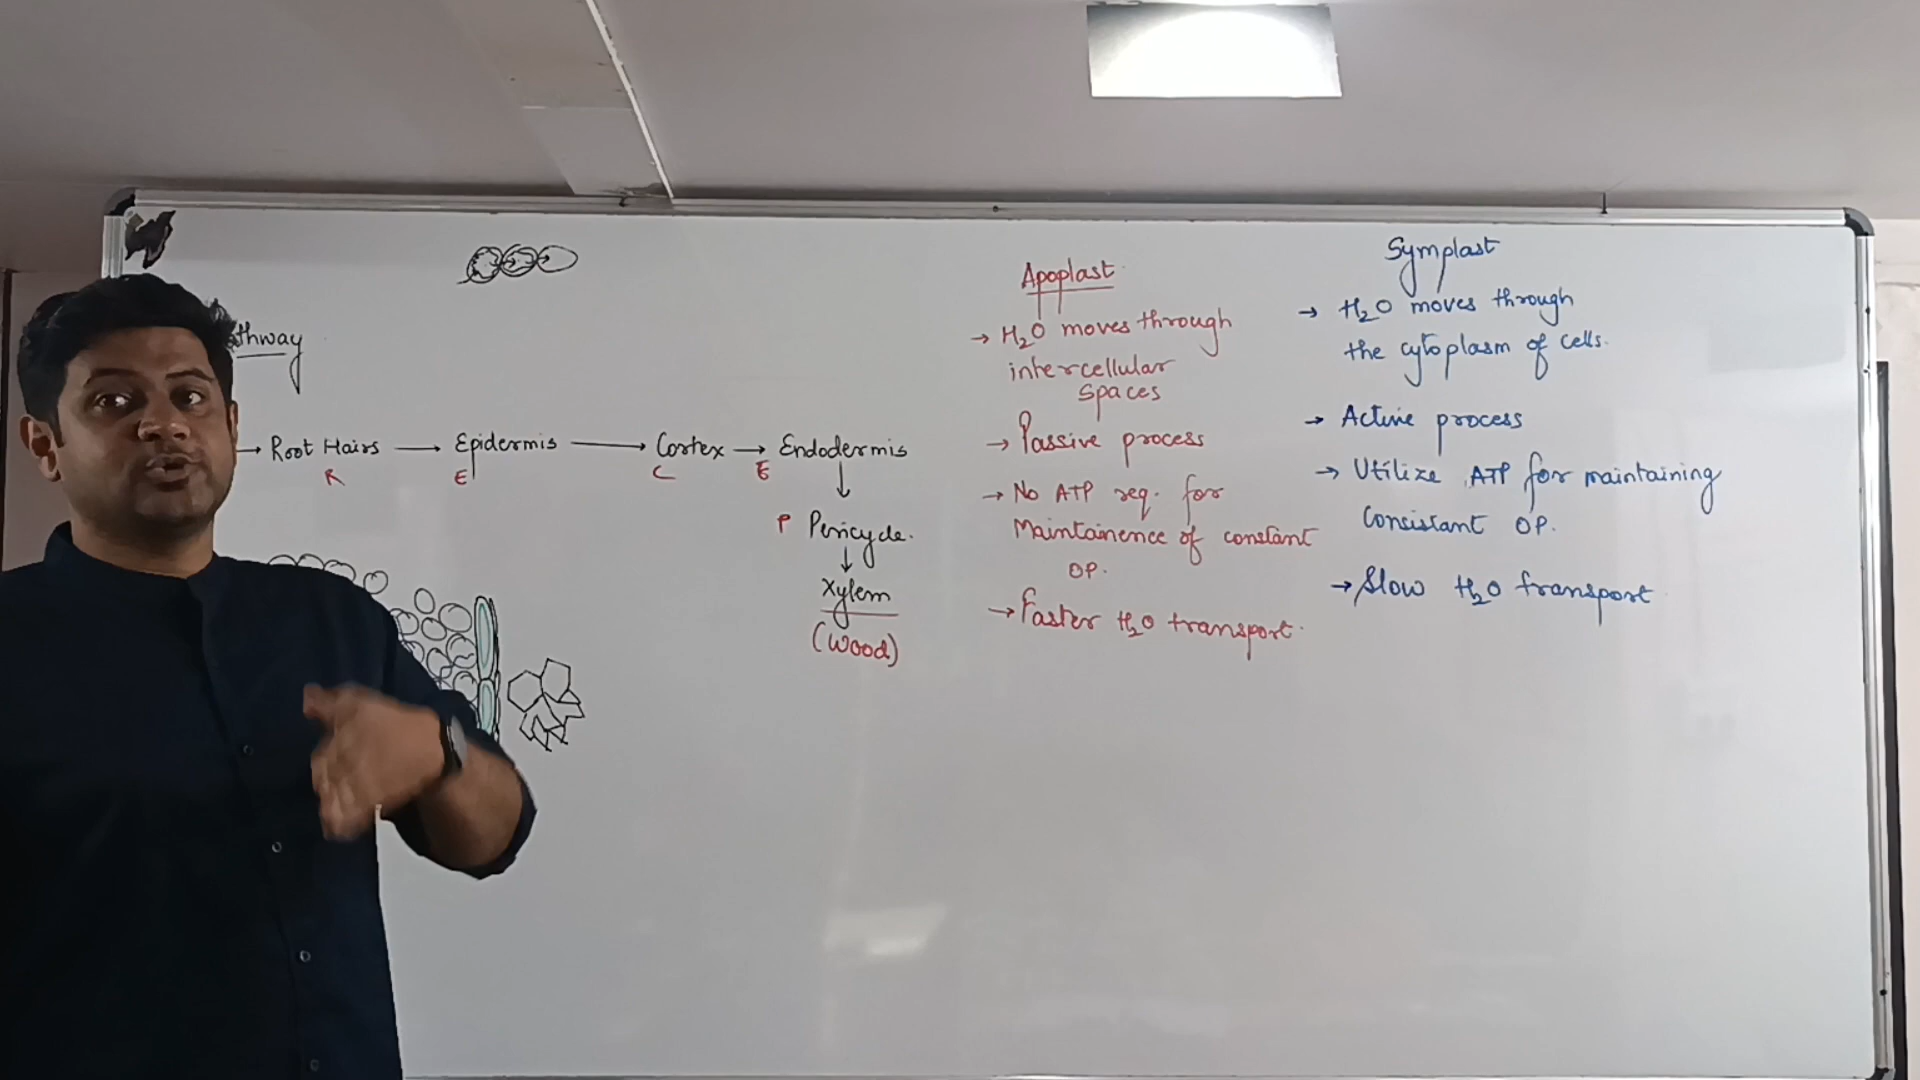 thway
→ Root Hairs → Epidermis → Cortex → Endodermis
R E C E
↓
P Pericycle.
↓
Xylem
(Wood)
Apoplast
→ H₂O moves through
intercellular
Spaces
→ Passive process
→ No ATP req. for
Maintainence of constant
OP.
→ Faster H₂O transport.
Symplast
→ H₂O moves through
the cytoplasm of cells.
→ Active process
→ Utilize ATP for maintaining
Consistant OP.
→ Slow H₂O transport